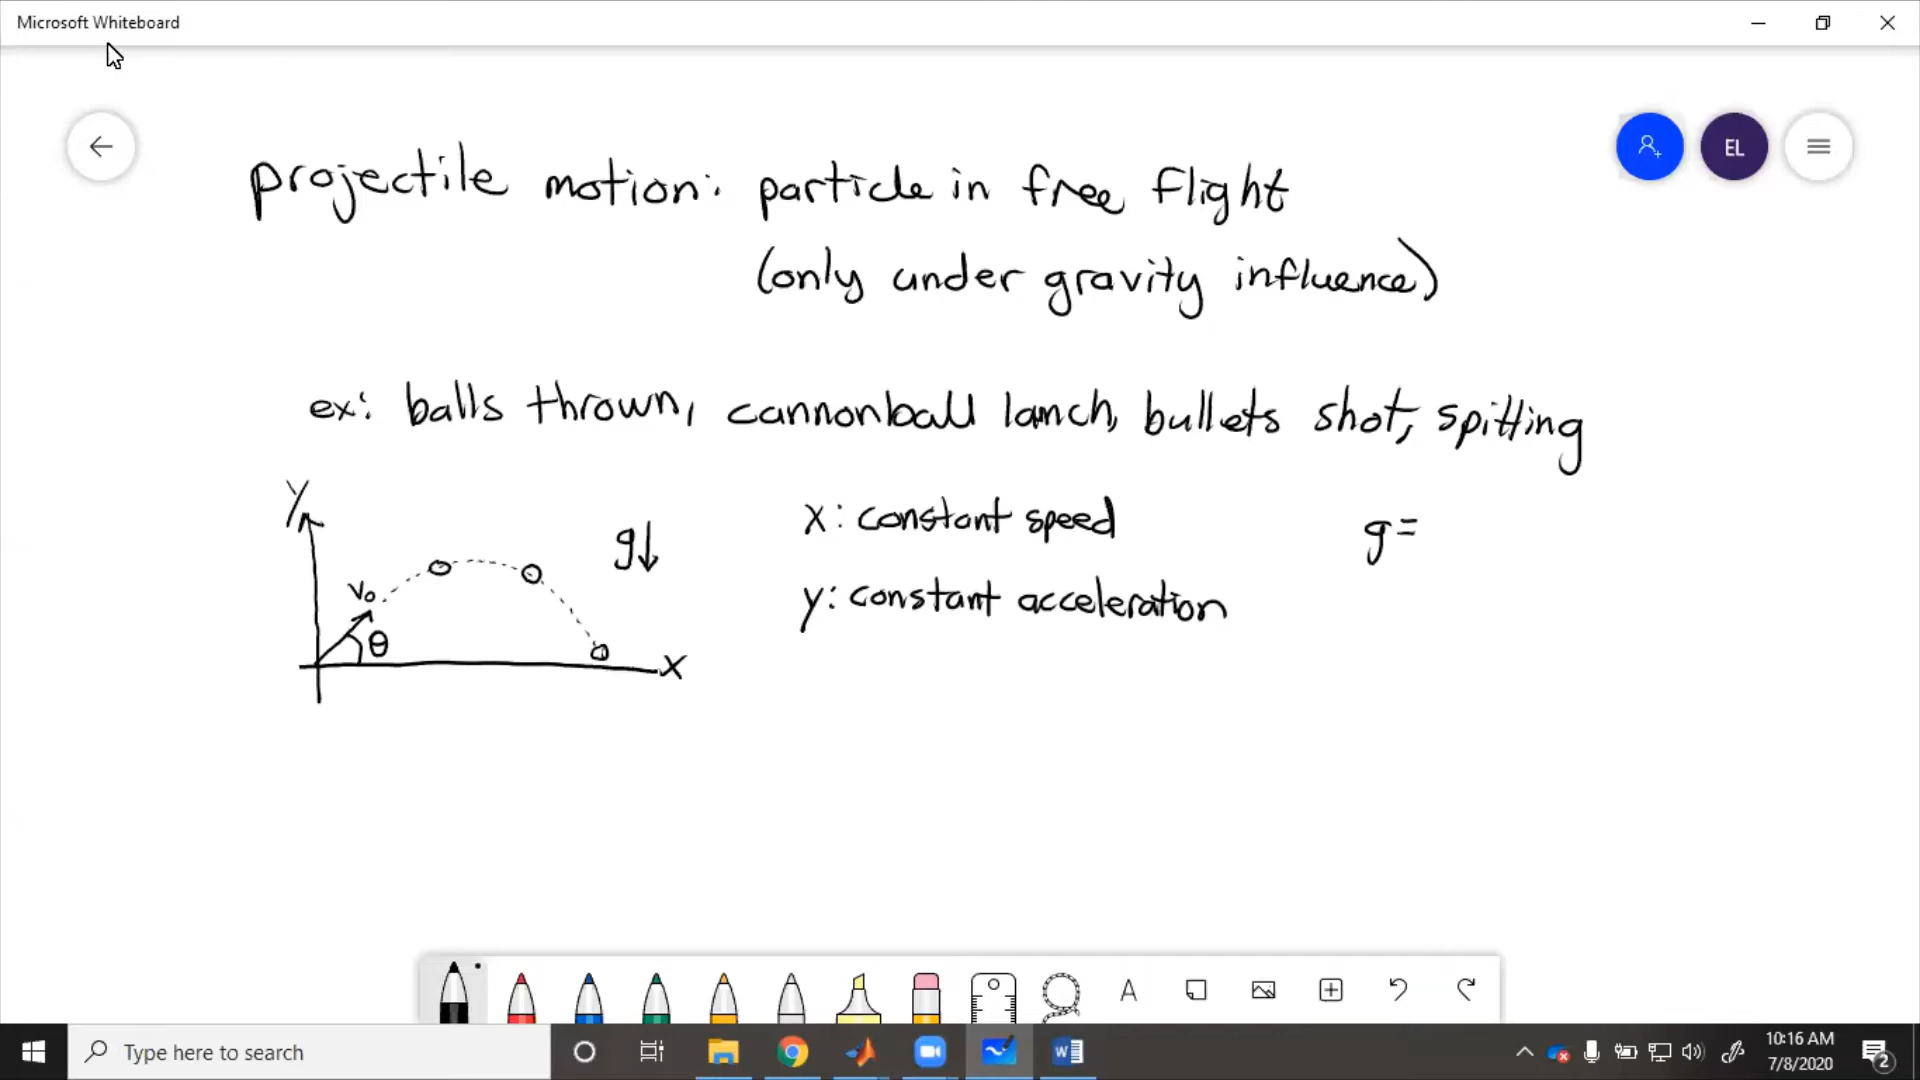 Microsoft Whiteboard
EL
projectile motion: particle in free flight
(only under gravity influence)
ex: balls thrown, cannonball lanch, bullets shot, spitting
y
g↓
v₀
θ
x
x: constant speed
y: constant acceleration
g=
A
Type here to search
10:16 AM
7/8/2020
2